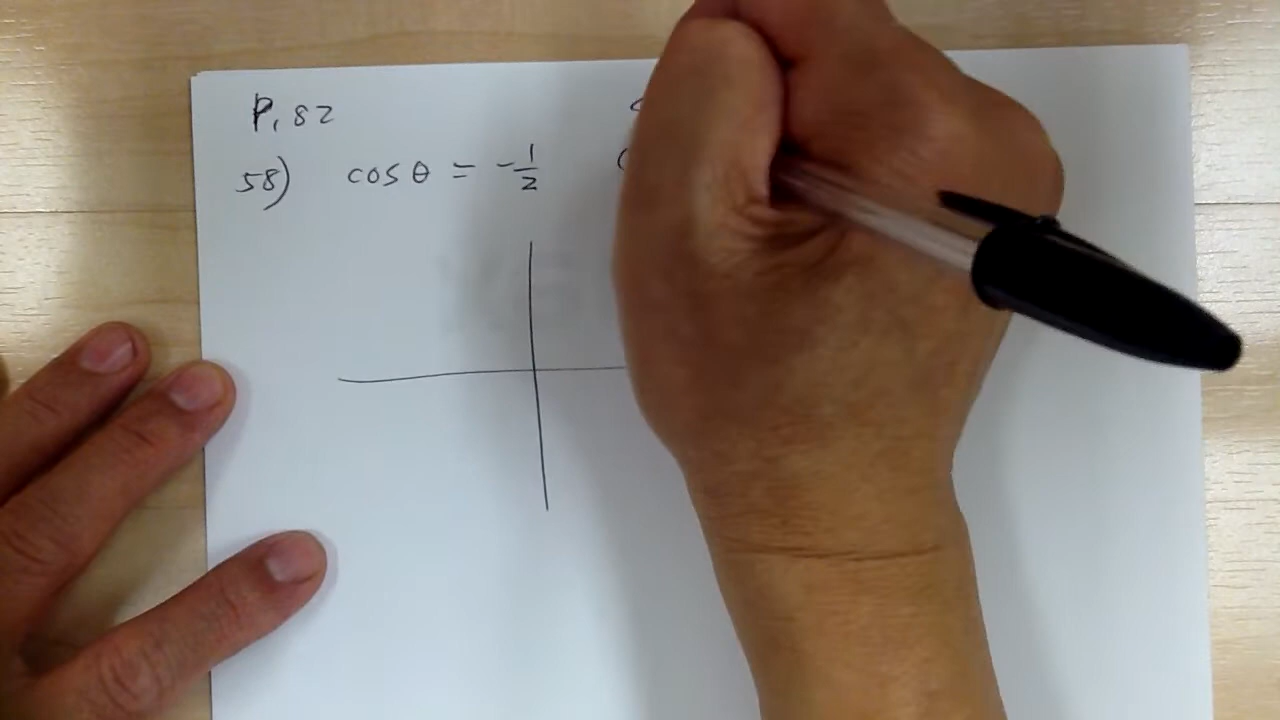 P. 82
58) cos θ = -1/2